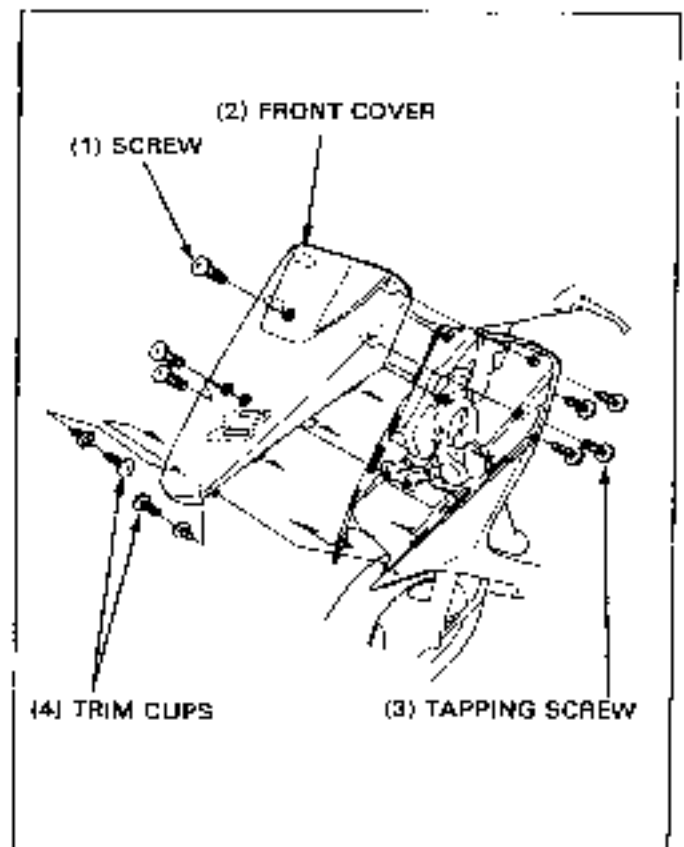 (2) FRONT COVER
(1) SCREW
(4) TRIM CLIPS
(3) TAPPING SCREW